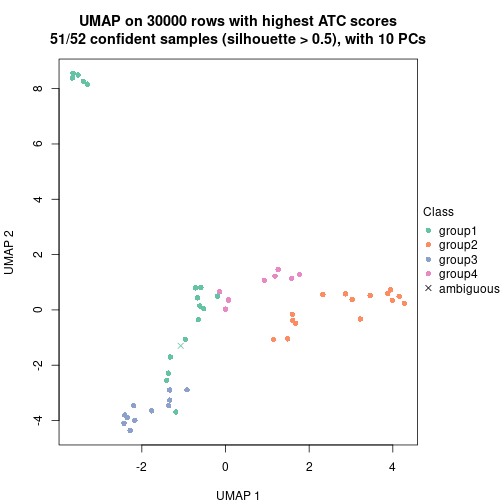 UMAP on 30000 rows with highest ATC scores
51/52 confident samples (silhouette > 0.5), with 10 PCs
8
6
4
2
0
-2
-4
UMAP 2
-2
0
2
4
UMAP 1
Class
group1
group2
group3
group4
ambiguous